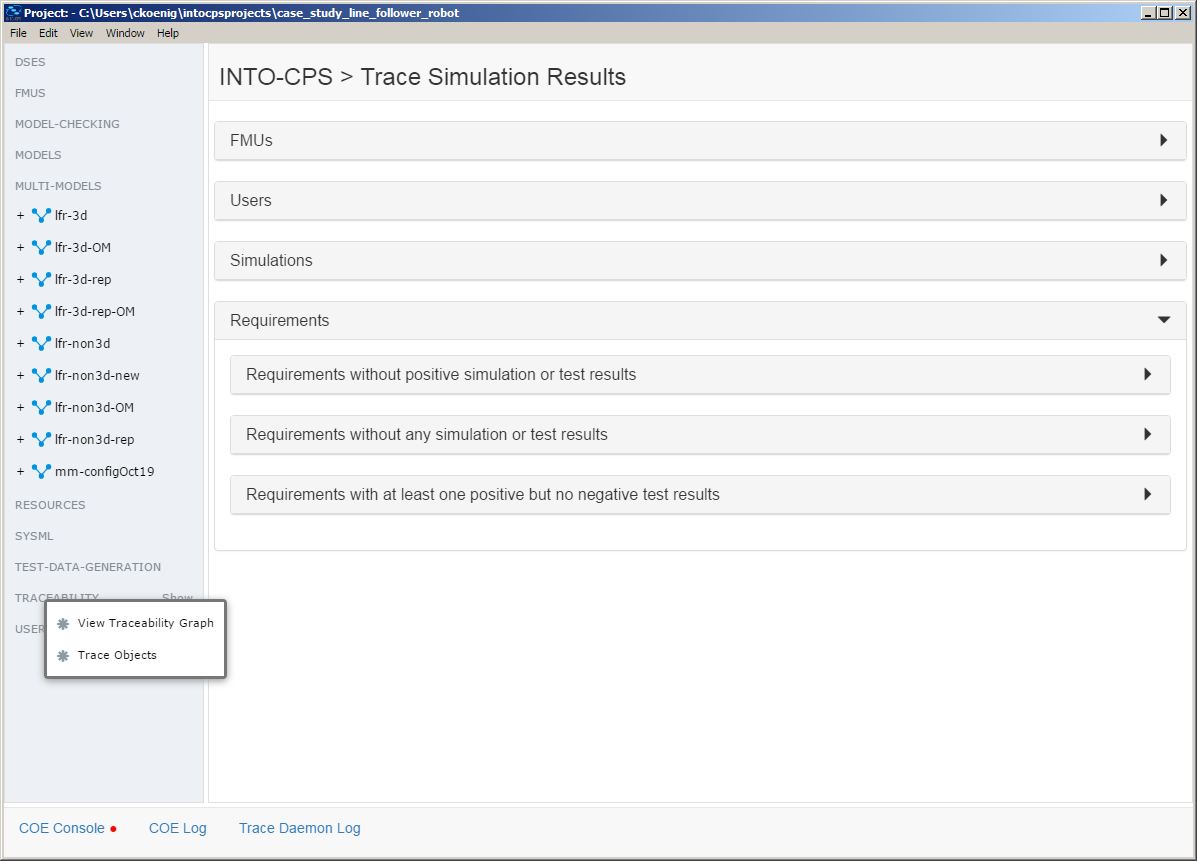 Project: - C:\Users\ckoenig\intocpsprojects\case_study_line_follower_robot
File Edit View Window Help
DSES
FMUS
MODEL-CHECKING
MODELS
MULTI-MODELS
+ lfr-3d
+ lfr-3d-OM
+ lfr-3d-rep
+ lfr-3d-rep-OM
+ lfr-non3d
+ lfr-non3d-new
+ lfr-non3d-OM
+ lfr-non3d-rep
+ mm-configOct19
RESOURCES
SYSML
TEST-DATA-GENERATION
TRACEABILITY Show
USER
View Traceability Graph
Trace Objects
INTO-CPS > Trace Simulation Results
FMUs
Users
Simulations
Requirements
Requirements without positive simulation or test results
Requirements without any simulation or test results
Requirements with at least one positive but no negative test results
COE Console COE Log Trace Daemon Log